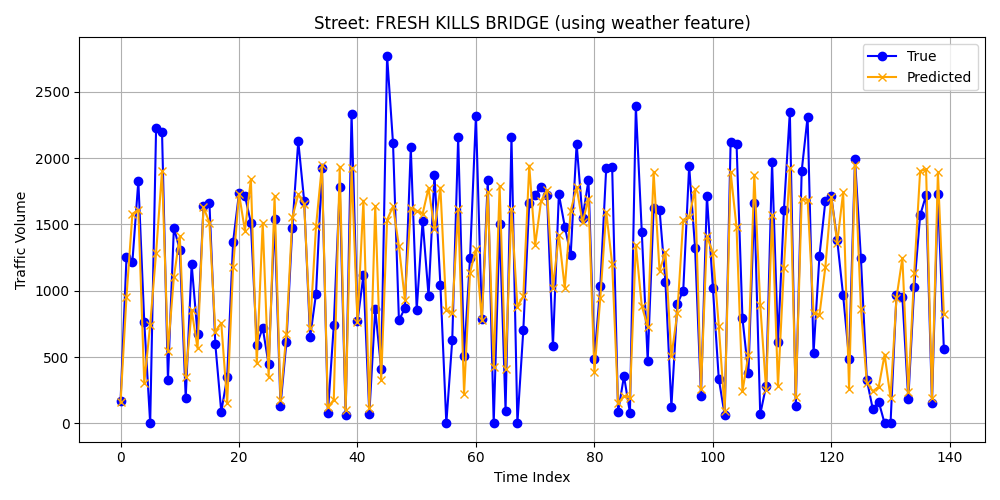 Street: FRESH KILLS BRIDGE (using weather feature)
True
Predicted
Traffic Volume
2500
2000
1500
1000
500
0
0 20 40 60 80 100 120 140
Time Index